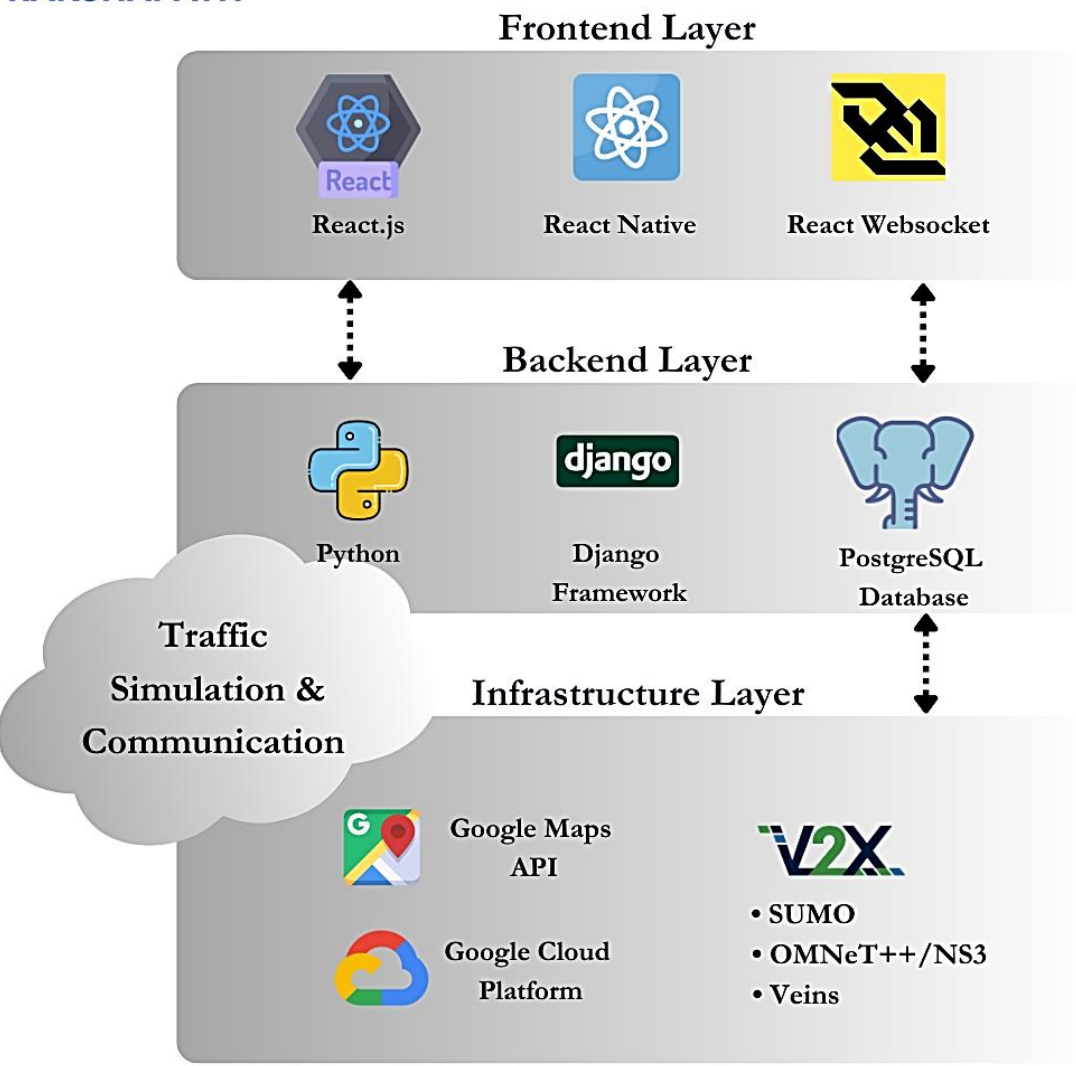 Frontend Layer
React
React.js
React Native
React Websocket
Backend Layer
django
Python
Django
Framework
PostgreSQL
Database
Traffic
Simulation &
Communication
Infrastructure Layer
G
Google Maps
API
V2X
• SUMO
• OMNeT++/NS3
• Veins
Google Cloud
Platform